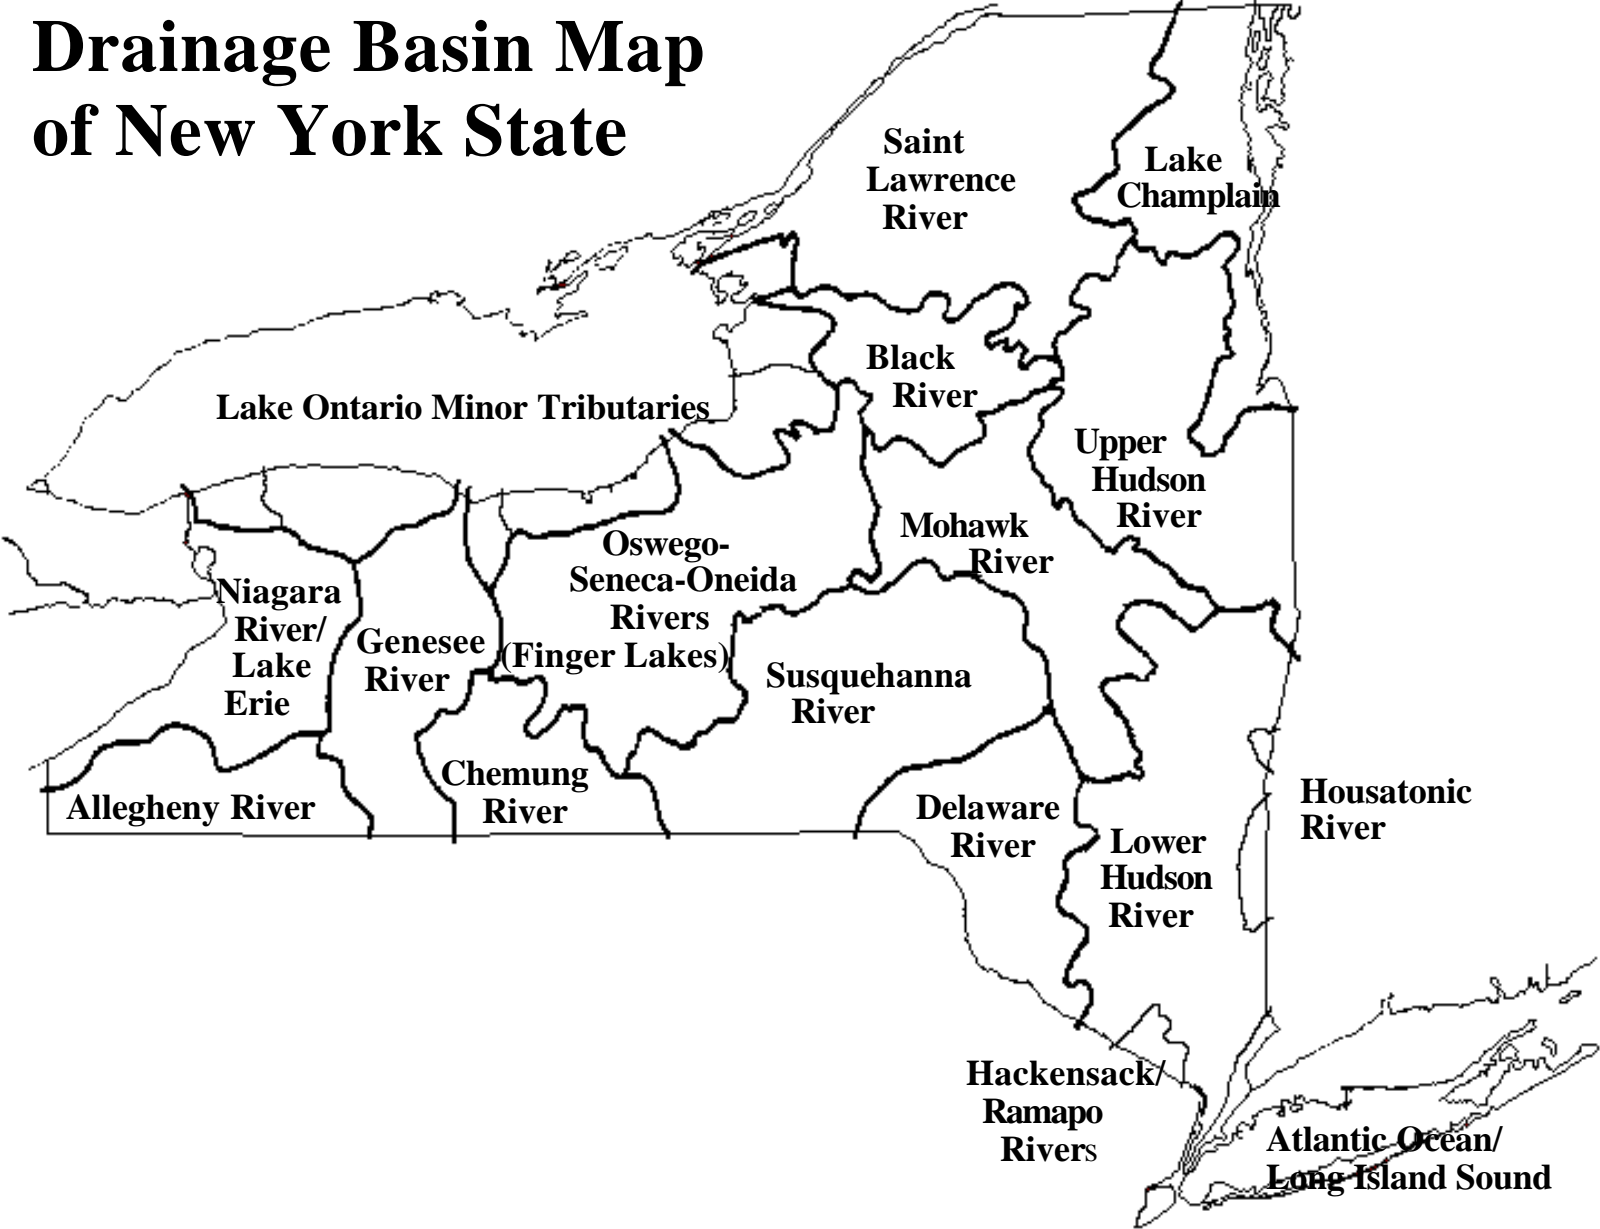 Drainage Basin Map
of New York State
Saint
Lawrence
River
Lake
Champlain
Black
River
Lake Ontario Minor Tributaries
Upper
Hudson
River
Mohawk
River
Oswego-
Seneca-Oneida
Rivers
(Finger Lakes)
Niagara
River/
Lake
Erie
Genesee
River
Susquehanna
River
Chemung
River
Allegheny River
Delaware
River
Lower
Hudson
River
Housatonic
River
Hackensack/
Ramapo
Rivers
Atlantic Ocean/
Long Island Sound